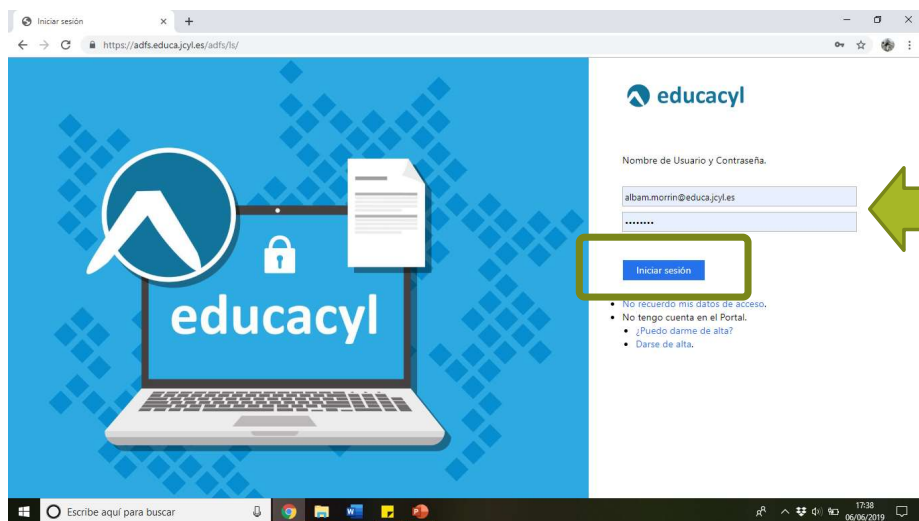 Iniciar sesión
https://adfs.educa.jcyl.es/adfs/ls/
educacyl
Nombre de Usuario y Contraseña.
albam.morrin@educa.jcyl.es
••••••••
Iniciar sesión
No recuerdo mis datos de acceso.
No tengo cuenta en el Portal.
¿Puedo darme de alta?
Darse de alta.
educacyl
Escribe aquí para buscar
17:38
06/06/2019